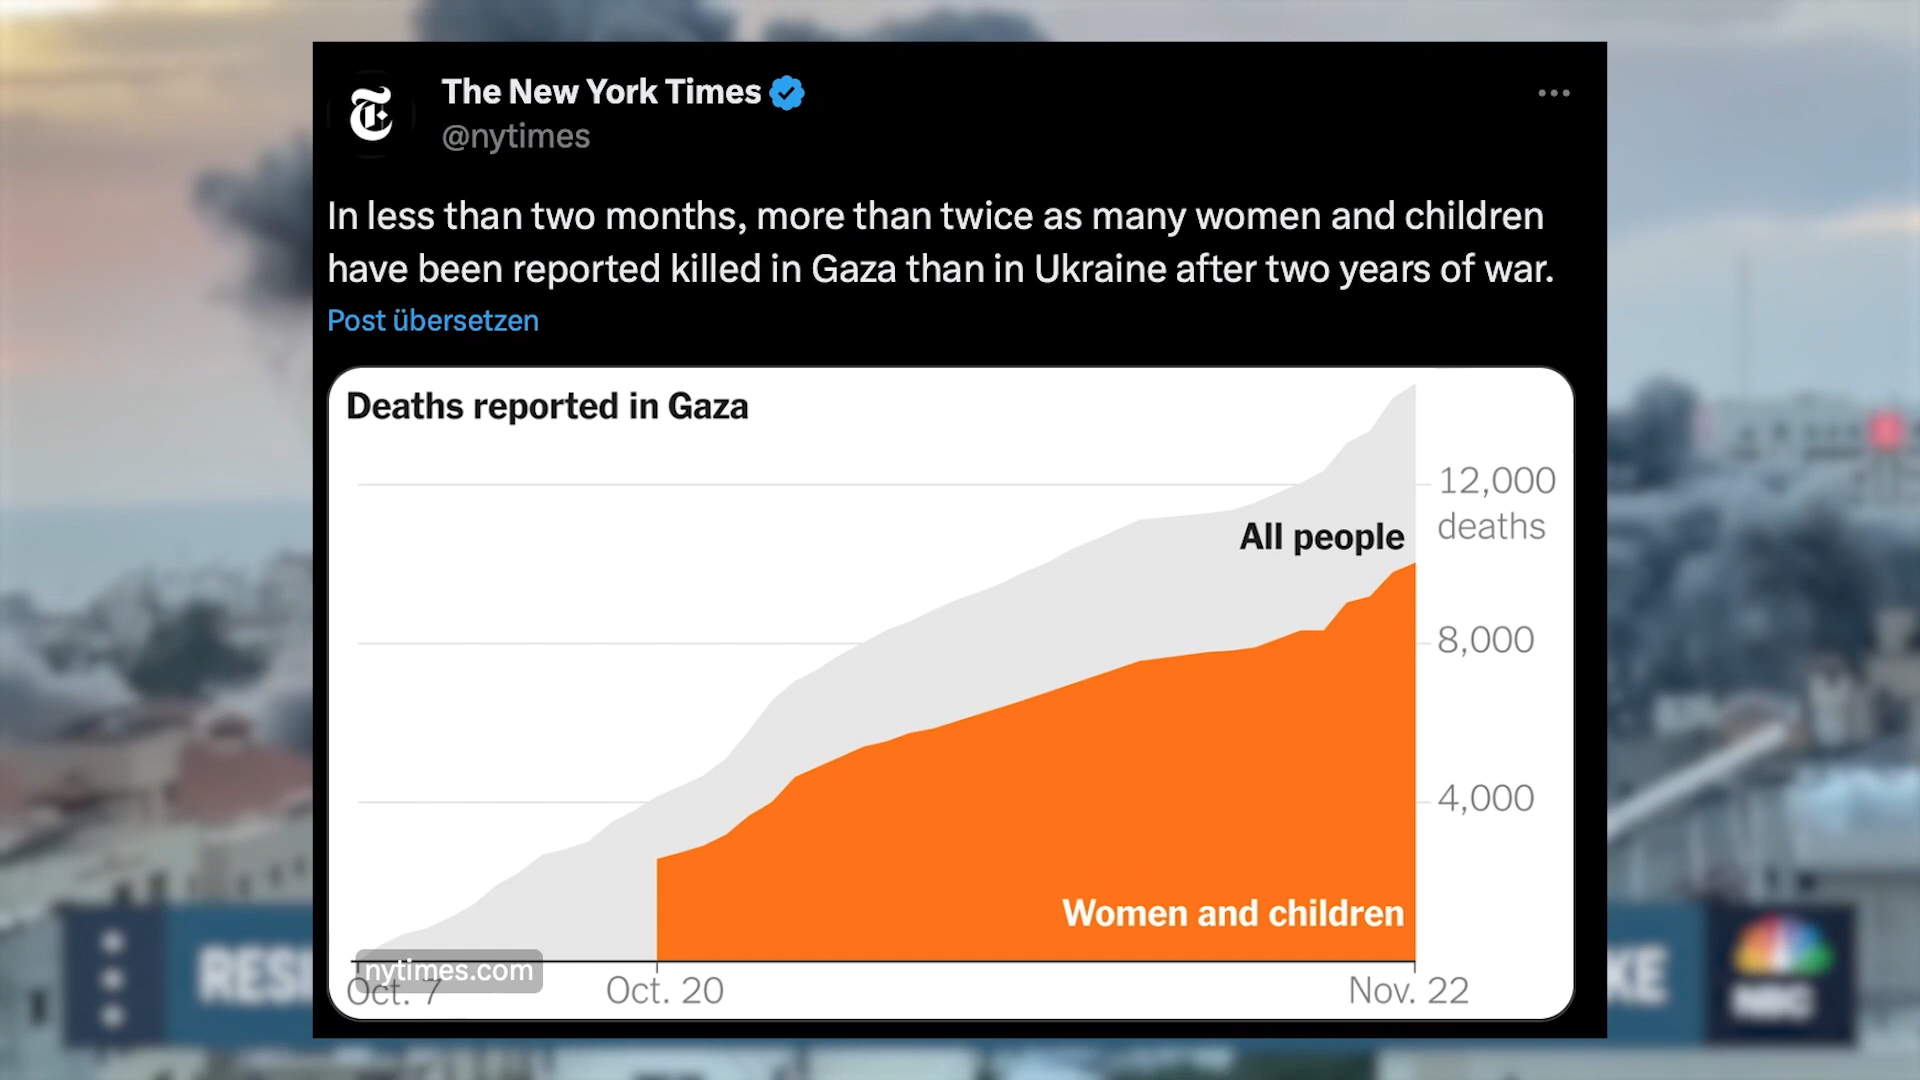 The New York Times
@nytimes
In less than two months, more than twice as many women and children
have been reported killed in Gaza than in Ukraine after two years of war.
Post übersetzen
Deaths reported in Gaza
12,000
deaths
All people
8,000
4,000
Women and children
nytimes.com
Oct. 7
Oct. 20
Nov. 22
NBC